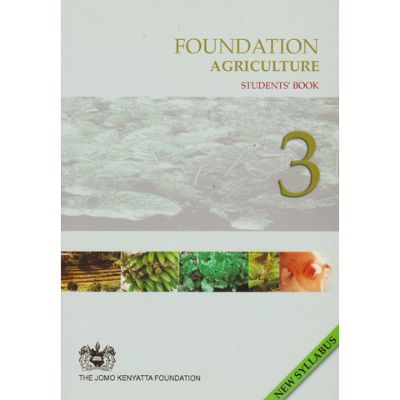 FOUNDATION
AGRICULTURE
STUDENTS' BOOK
3
NEW SYLLABUS
THE JOMO KENYATTA FOUNDATION